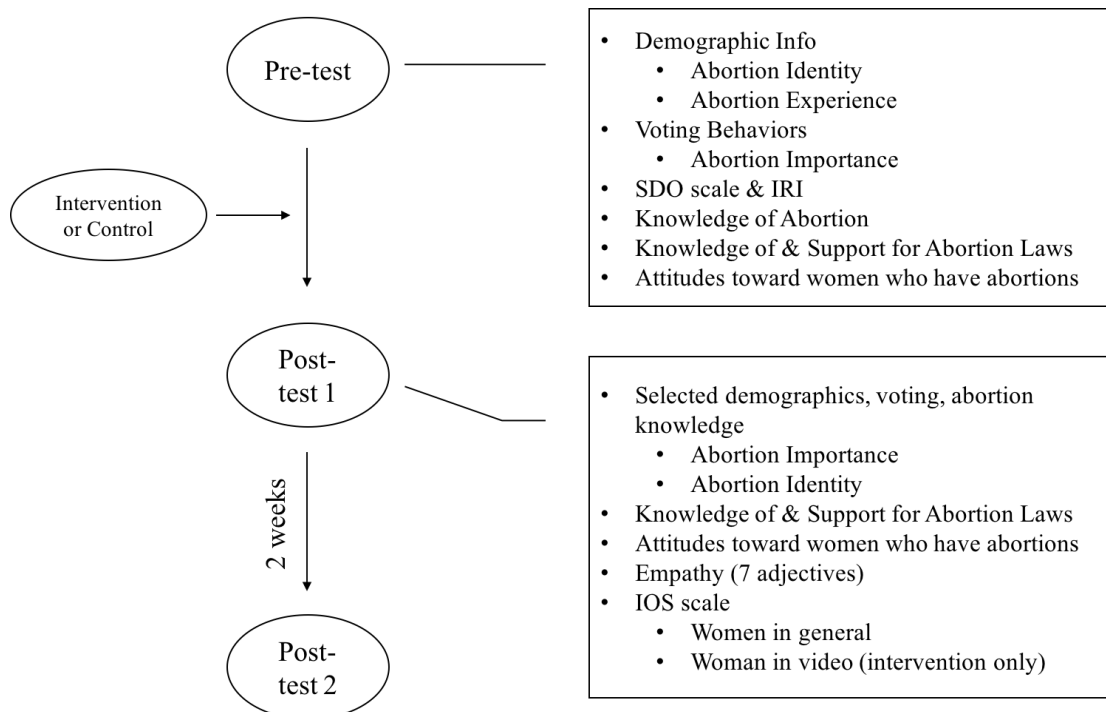 Pre-test
• Demographic Info
• Abortion Identity
• Abortion Experience
• Voting Behaviors
• Abortion Importance
• SDO scale & IRI
• Knowledge of Abortion
• Knowledge of & Support for Abortion Laws
• Attitudes toward women who have abortions
Intervention
or Control
Post-
test 1
• Selected demographics, voting, abortion
knowledge
• Abortion Importance
• Abortion Identity
• Knowledge of & Support for Abortion Laws
• Attitudes toward women who have abortions
• Empathy (7 adjectives)
• IOS scale
• Women in general
• Woman in video (intervention only)
2 weeks
Post-
test 2